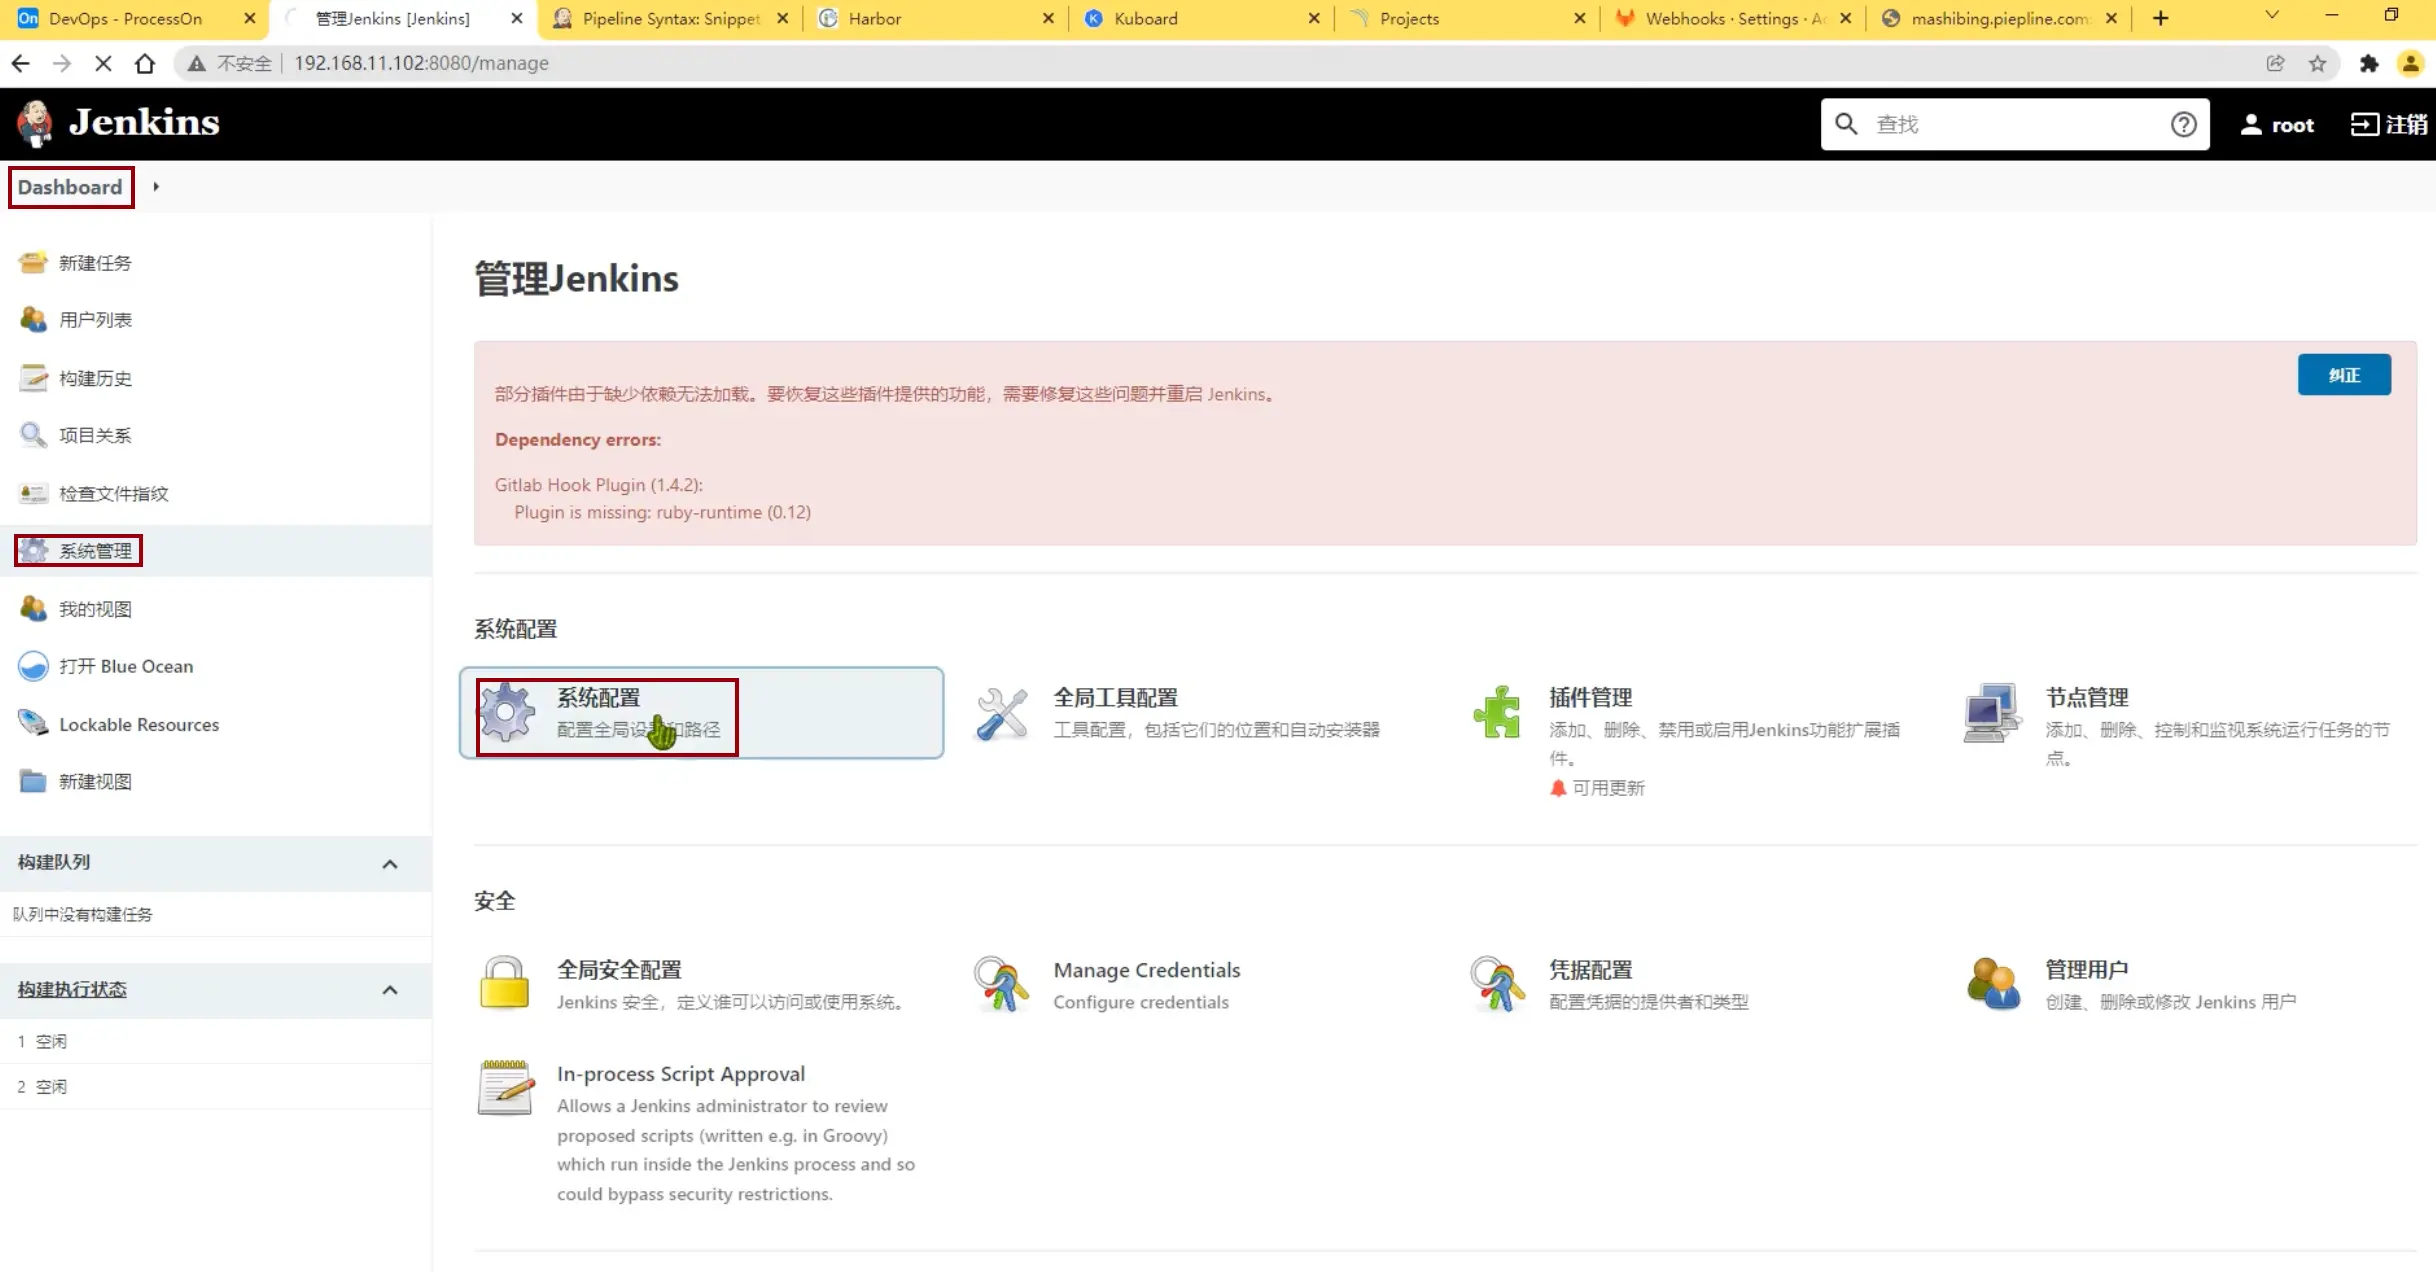 DevOps - ProcessOn
管理Jenkins [Jenkins]
Pipeline Syntax: Snippet
Harbor
Kuboard
Projects
Webhooks · Settings · A
mashibing.piepline.com:
不安全
192.168.11.102:8080/manage
Jenkins
查找
root
注销
Dashboard
新建任务
用户列表
构建历史
项目关系
检查文件指纹
系统管理
我的视图
打开 Blue Ocean
Lockable Resources
新建视图
构建队列
队列中没有构建任务
构建执行状态
1 空闲
2 空闲
管理Jenkins
部分插件由于缺少依赖无法加载。要恢复这些插件提供的功能，需要修复这些问题并重启 Jenkins。
纠正
Dependency errors:
Gitlab Hook Plugin (1.4.2):
Plugin is missing: ruby-runtime (0.12)
系统配置
系统配置
配置全局设和路径
全局工具配置
工具配置，包括它们的位置和自动安装器
插件管理
添加、删除、禁用或启用Jenkins功能扩展插
件。
可用更新
节点管理
添加、删除、控制和监视系统运行任务的节
点。
安全
全局安全配置
Jenkins 安全，定义谁可以访问或使用系统。
Manage Credentials
Configure credentials
凭据配置
配置凭据的提供者和类型
管理用户
创建、删除或修改 Jenkins 用户
In-process Script Approval
Allows a Jenkins administrator to review
proposed scripts (written e.g. in Groovy)
which run inside the Jenkins process and so
could bypass security restrictions.